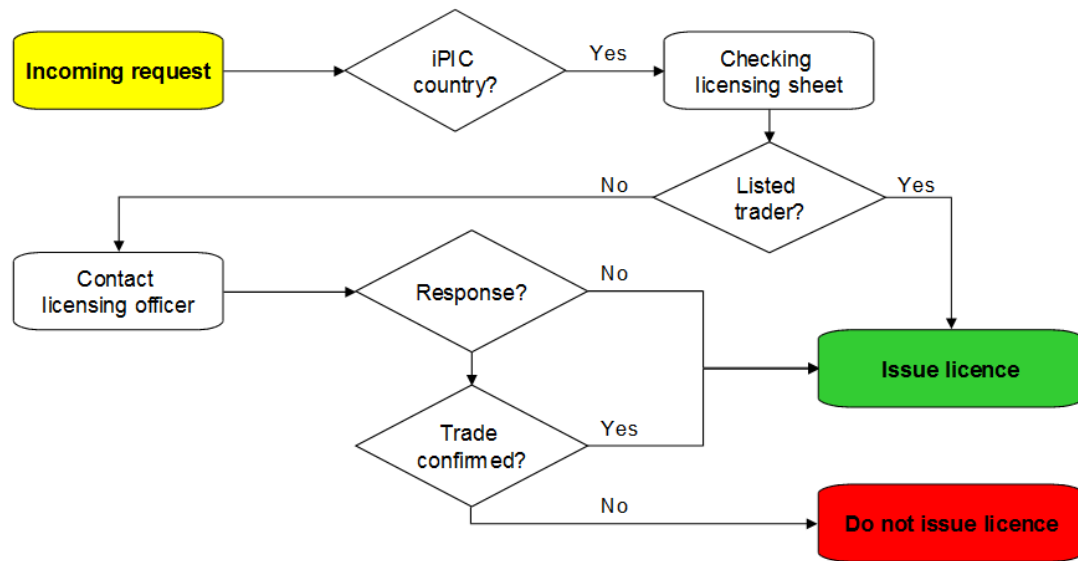 Incoming request
iPIC
country?
Yes
Checking
licensing sheet
No
Listed
trader?
Yes
Contact
licensing officer
Response?
No
Issue licence
Trade
confirmed?
Yes
No
Do not issue licence